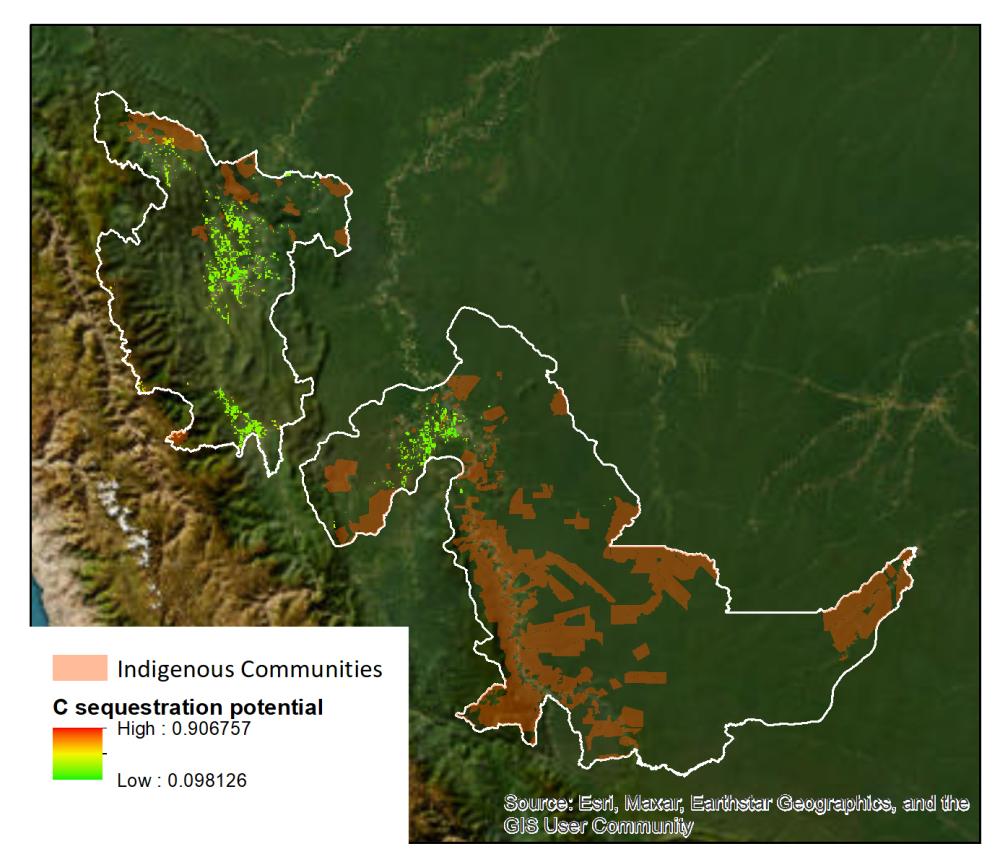 Indigenous Communities
C sequestration potential
High : 0.906757
Low : 0.098126
Source: Esri, Maxar, Earthstar Geographics, and the
GIS User Community